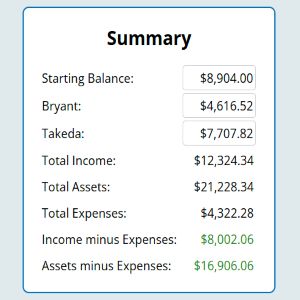 Summary
Starting Balance: $8,904.00
Bryant: $4,616.52
Takeda: $7,707.82
Total Income: $12,324.34
Total Assets: $21,228.34
Total Expenses: $4,322.28
Income minus Expenses: $8,002.06
Assets minus Expenses: $16,906.06